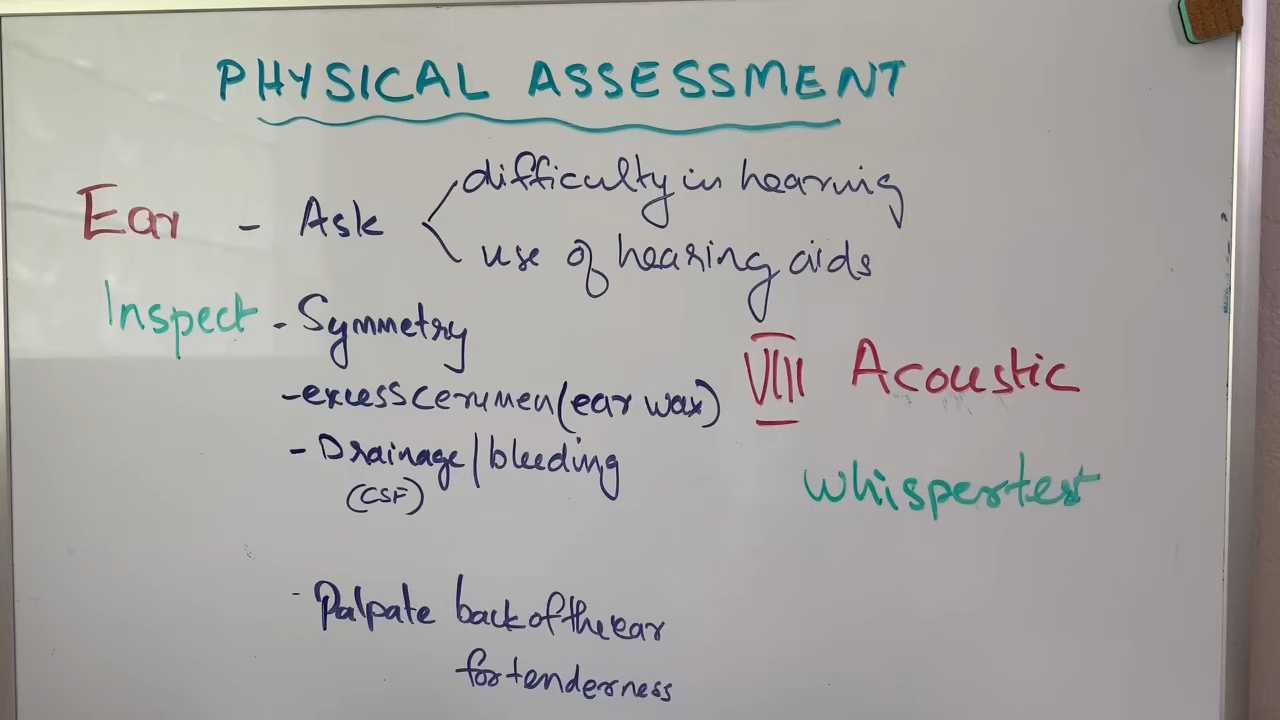 PHYSICAL ASSESSMENT
Ear - Ask < difficulty in hearing
use of hearing aids
Inspect - Symmetry
- excess cerumen (ear wax)
- Drainage/bleeding
(CSF)
- Palpate back of the ear
for tenderness
VIII Acoustic
Whisper test